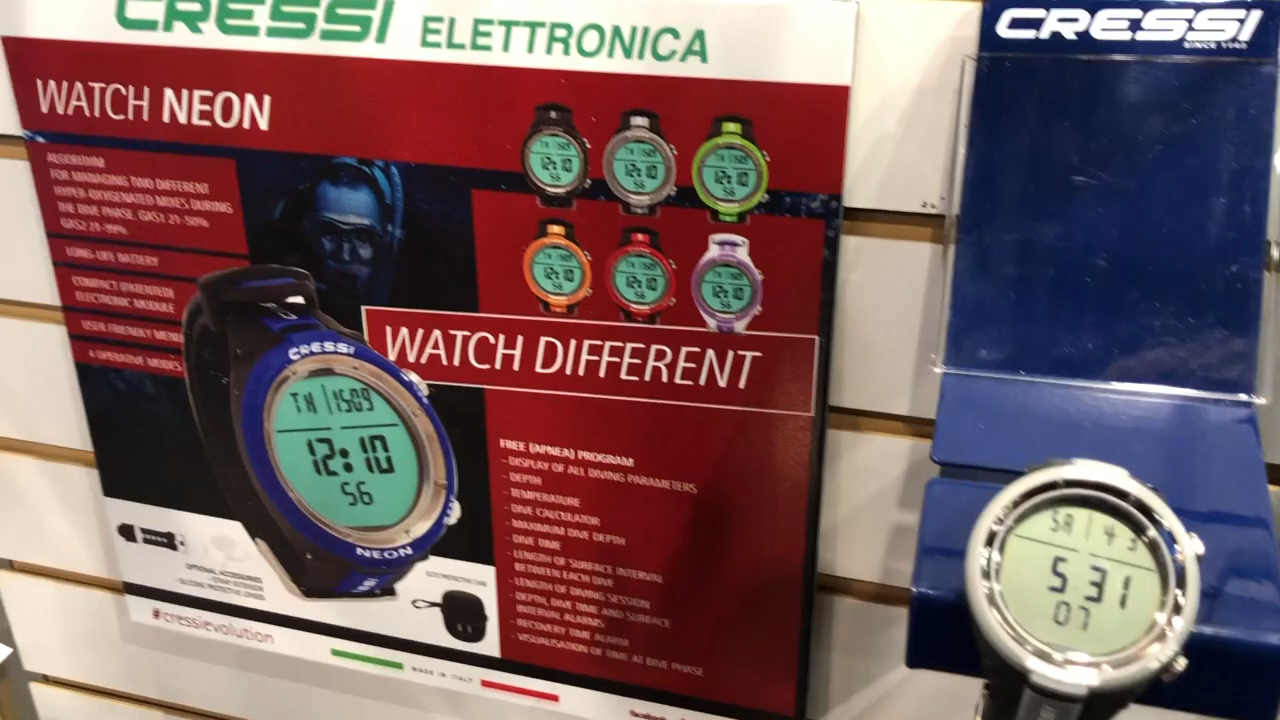 CRESSI ELETTRONICA
WATCH NEON
ALGORITHM
FOR MANAGING TWO DIFFERENT
HYPER-OXYGENATED MIXES DURING
THE DIVE PHASE. GAS1 21-50%
GAS2 21-99%
LONG-LIFE BATTERY
COMPACT (PATENTED)
ELECTRONIC MODULE
USER FRIENDLY MENU
4 OPERATIVE MODES
WATCH DIFFERENT
CRESSI
TH 1509
12:10
56
NEON
FREE (APNEA) PROGRAM
- DISPLAY OF ALL DIVING PARAMETERS
- DEPTH
- TEMPERATURE
- DIVE CALCULATOR
- MAXIMUM DIVE DEPTH
- DIVE TIME
- LENGTH OF SURFACE INTERVAL
BETWEEN EACH DIVE
- LENGTH OF DIVING SESSION
- DEPTH, DIVE TIME AND SURFACE
INTERVAL ALARMS
- RECOVERY TIME ALARM
- VISUALISATION OF TIME AT DIVE PHASE
OPTIONAL ACCESSORIES
- STRAP EXTENSION
#cressievolution
MADE IN ITALY
CRESSI
SINCE 1946
SA 4 3
5 31
07